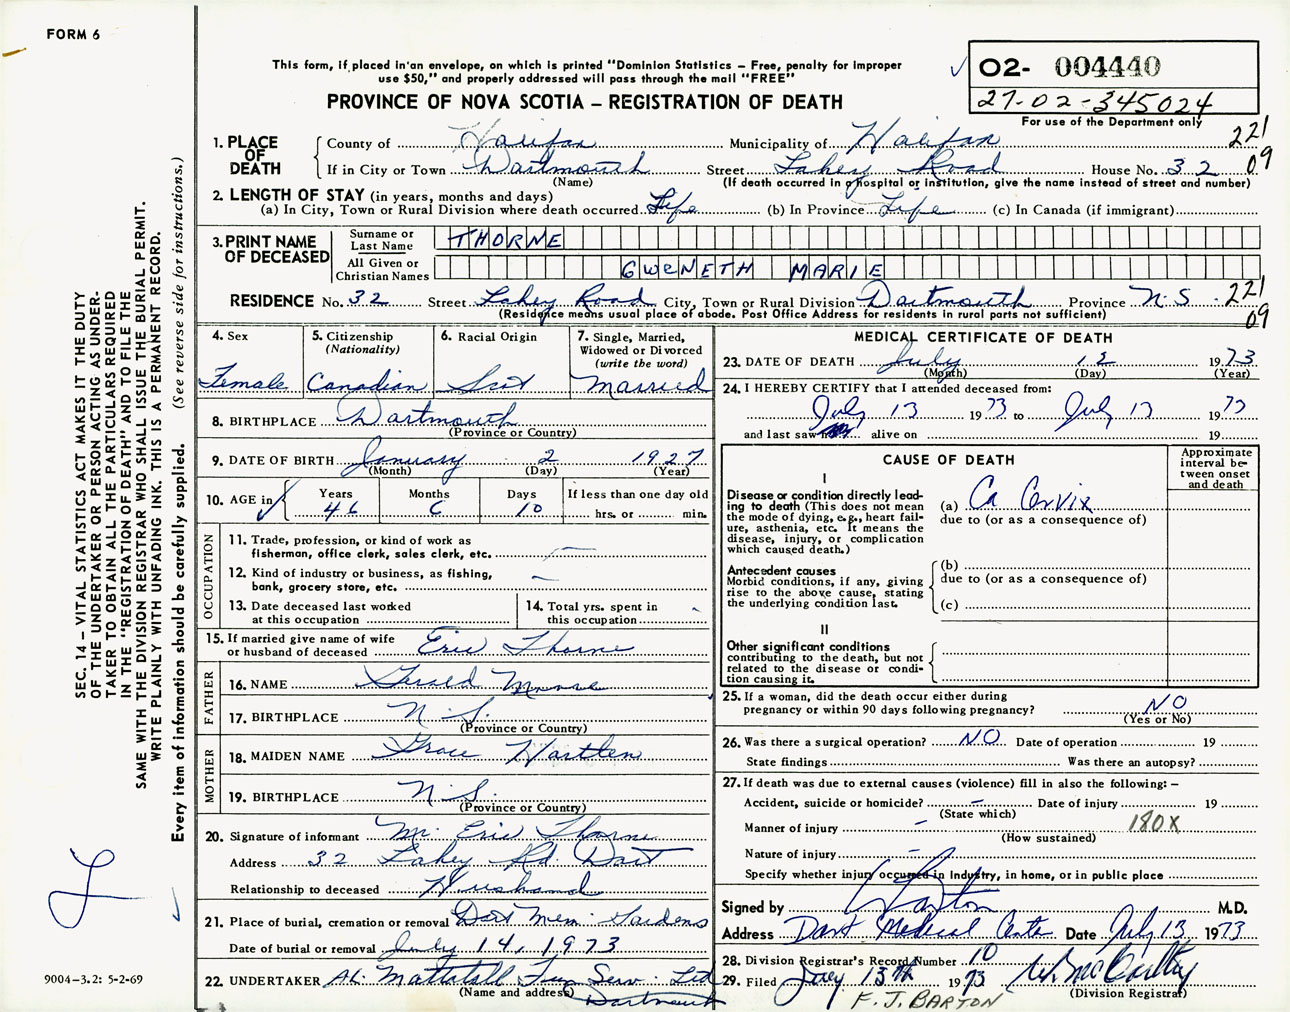 FORM 6
This form, if placed in an envelope, on which is printed "Dominion Statistics – Free, penalty for improper
use $50," and properly addressed will pass through the mail "FREE"
PROVINCE OF NOVA SCOTIA – REGISTRATION OF DEATH
02- 004440
27-02-345024
For use of the Department only
1. PLACE OF DEATH
County of Halifax Municipality of Halifax 221
If in City or Town Dartmouth Street Lahey Road House No. 32 09
(Name) (If death occurred in a hospital or institution, give the name instead of street and number)
2. LENGTH OF STAY (in years, months and days)
(a) In City, Town or Rural Division where death occurred Life (b) In Province Life (c) In Canada (if immigrant)
3. PRINT NAME OF DECEASED
Surname or Last Name THORNE
All Given or Christian Names GWENETH MARIE
RESIDENCE No. 32 Street Lahey Road City, Town or Rural Division Dartmouth Province N.S. 221
(Residence means usual place of abode. Post Office Address for residents in rural parts not sufficient) 09
4. Sex Female
5. Citizenship (Nationality) Canadian
6. Racial Origin Scot
7. Single, Married, Widowed or Divorced (write the word) Married
8. BIRTHPLACE Dartmouth
(Province or Country)
9. DATE OF BIRTH January 2 1927
(Month) (Day) (Year)
10. AGE in Years 46 Months 6 Days 10 If less than one day old hrs. or min.
OCCUPATION
11. Trade, profession, or kind of work as
fisherman, office clerk, sales clerk, etc. —
12. Kind of industry or business, as fishing,
bank, grocery store, etc. —
13. Date deceased last worked
at this occupation
14. Total yrs. spent in
this occupation
15. If married give name of wife
or husband of deceased Eric Thorne
FATHER
16. NAME Gerald Moore
17. BIRTHPLACE N.S.
(Province or Country)
MOTHER
18. MAIDEN NAME Grace Hartlen
19. BIRTHPLACE N.S.
(Province or Country)
20. Signature of informant Mr. Eric Thorne
Address 32 Lahey Rd. Dart
Relationship to deceased Husband
21. Place of burial, cremation or removal Dart Mem. Gardens
Date of burial or removal July 14, 1973
22. UNDERTAKER A.L. Mattatall Fun Serv. Ltd
(Name and address) Dartmouth
MEDICAL CERTIFICATE OF DEATH
23. DATE OF DEATH July 12 1973
(Month) (Day) (Year)
24. I HEREBY CERTIFY that I attended deceased from:
July 13 1973 to July 13 1973
and last saw alive on 19
CAUSE OF DEATH
Approximate interval between onset and death
I
Disease or condition directly lead-
ing to death (This does not mean
the mode of dying, e.g., heart fail-
ure, asthenia, etc. It means the
disease, injury, or complication
which caused death.)
(a) Ca Cervix
due to (or as a consequence of)
Antecedent causes
Morbid conditions, if any, giving
rise to the above cause, stating
the underlying condition last.
(b)
due to (or as a consequence of)
(c)
II
Other significant conditions
contributing to the death, but not
related to the disease or condi-
tion causing it.
25. If a woman, did the death occur either during
pregnancy or within 90 days following pregnancy? NO
(Yes or No)
26. Was there a surgical operation? NO Date of operation 19
State findings Was there an autopsy?
27. If death was due to external causes (violence) fill in also the following: –
Accident, suicide or homicide? – Date of injury 19
(State which)
Manner of injury – 180X
(How sustained)
Nature of injury –
Specify whether injury occurred in industry, in home, or in public place
Signed by Barton M.D.
Address Dart Medical Centre Date July 13 1973
28. Division Registrar's Record Number 10
29. Filed July 13th 1973
(Division Registrar)
F. J. BARTON
SEC. 14 – VITAL STATISTICS ACT MAKES IT THE DUTY
OF THE UNDERTAKER OR PERSON ACTING AS UNDER-
TAKER TO OBTAIN ALL THE PARTICULARS REQUIRED
IN THE "REGISTRATION OF DEATH" AND TO FILE THE
SAME WITH THE DIVISION REGISTRAR WHO SHALL ISSUE THE BURIAL PERMIT.
WRITE PLAINLY WITH UNFADING INK. THIS IS A PERMANENT RECORD.
Every item of information should be carefully supplied. (See reverse side for instructions.)
9004–3.2: 5-2-69